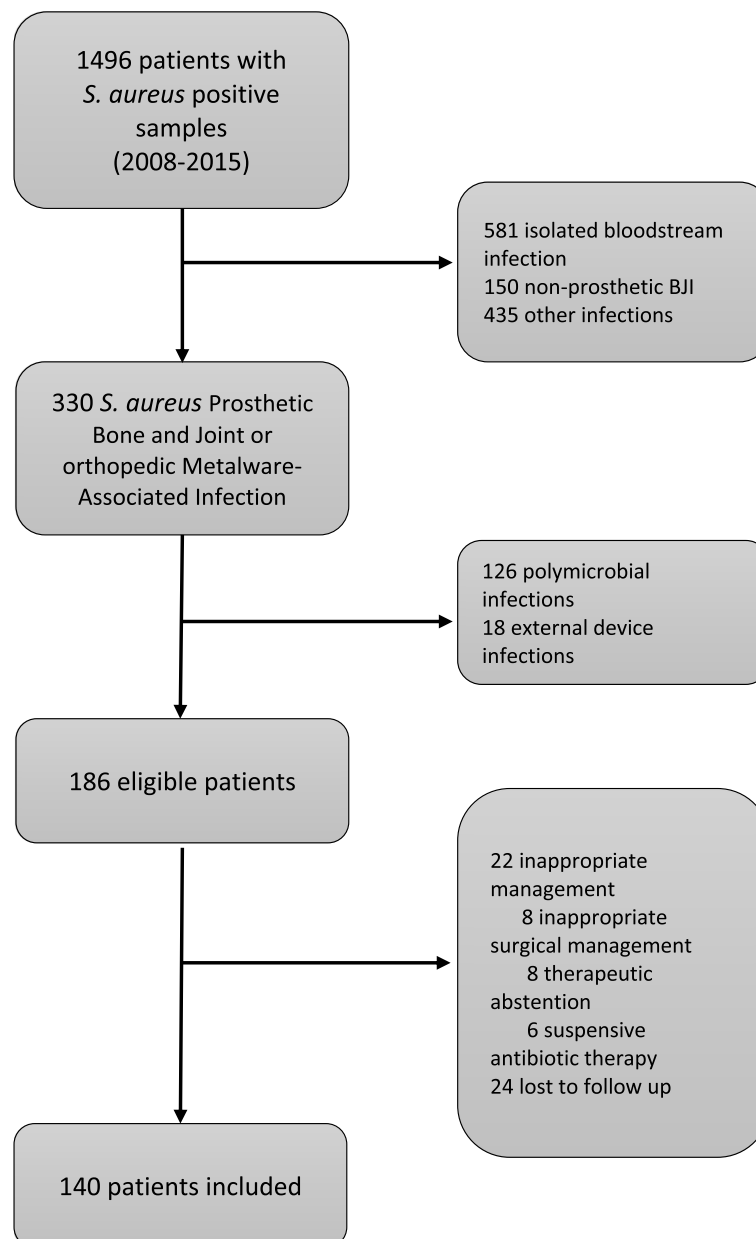 1496 patients with
S. aureus positive
samples
(2008-2015)
581 isolated bloodstream
infection
150 non-prosthetic BJI
435 other infections
330 S. aureus Prosthetic
Bone and Joint or
orthopedic Metalware-
Associated Infection
126 polymicrobial
infections
18 external device
infections
186 eligible patients
22 inappropriate
management
8 inappropriate
surgical management
8 therapeutic
abstention
6 suspensive
antibiotic therapy
24 lost to follow up
140 patients included